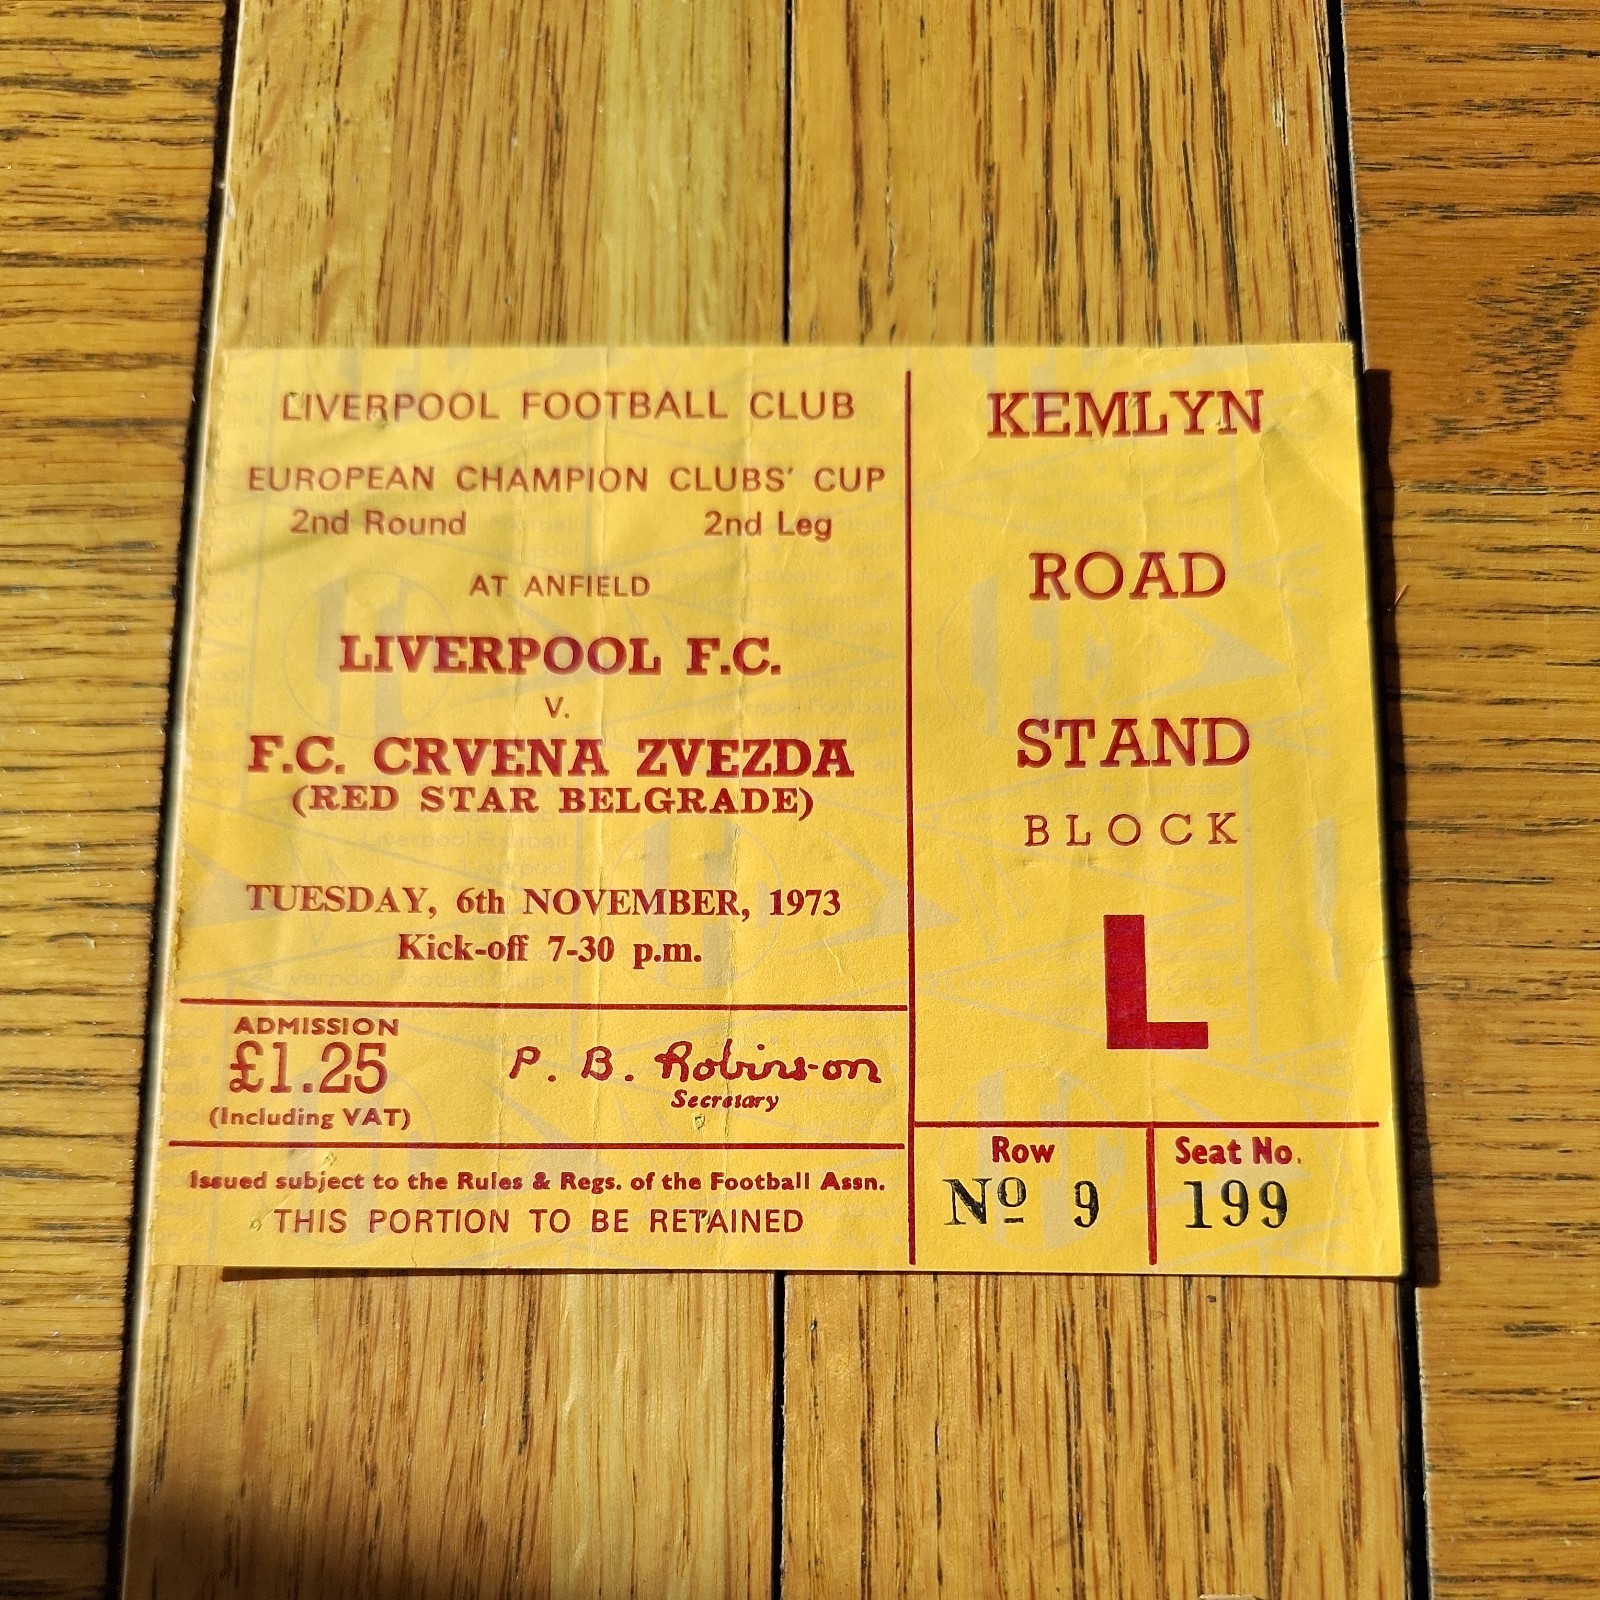 LIVERPOOL FOOTBALL CLUB
EUROPEAN CHAMPION CLUBS' CUP
2nd Round 2nd Leg
AT ANFIELD
LIVERPOOL F.C.
V.
F.C. CRVENA ZVEZDA
(RED STAR BELGRADE)
TUESDAY, 6th NOVEMBER, 1973
Kick-off 7-30 p.m.
ADMISSION
£1.25
(Including VAT)
P. B. Robinson
Secretary
Issued subject to the Rules & Regs. of the Football Assn.
THIS PORTION TO BE RETAINED
KEMLYN
ROAD
STAND
BLOCK
L
Row
Nº 9
Seat No.
199